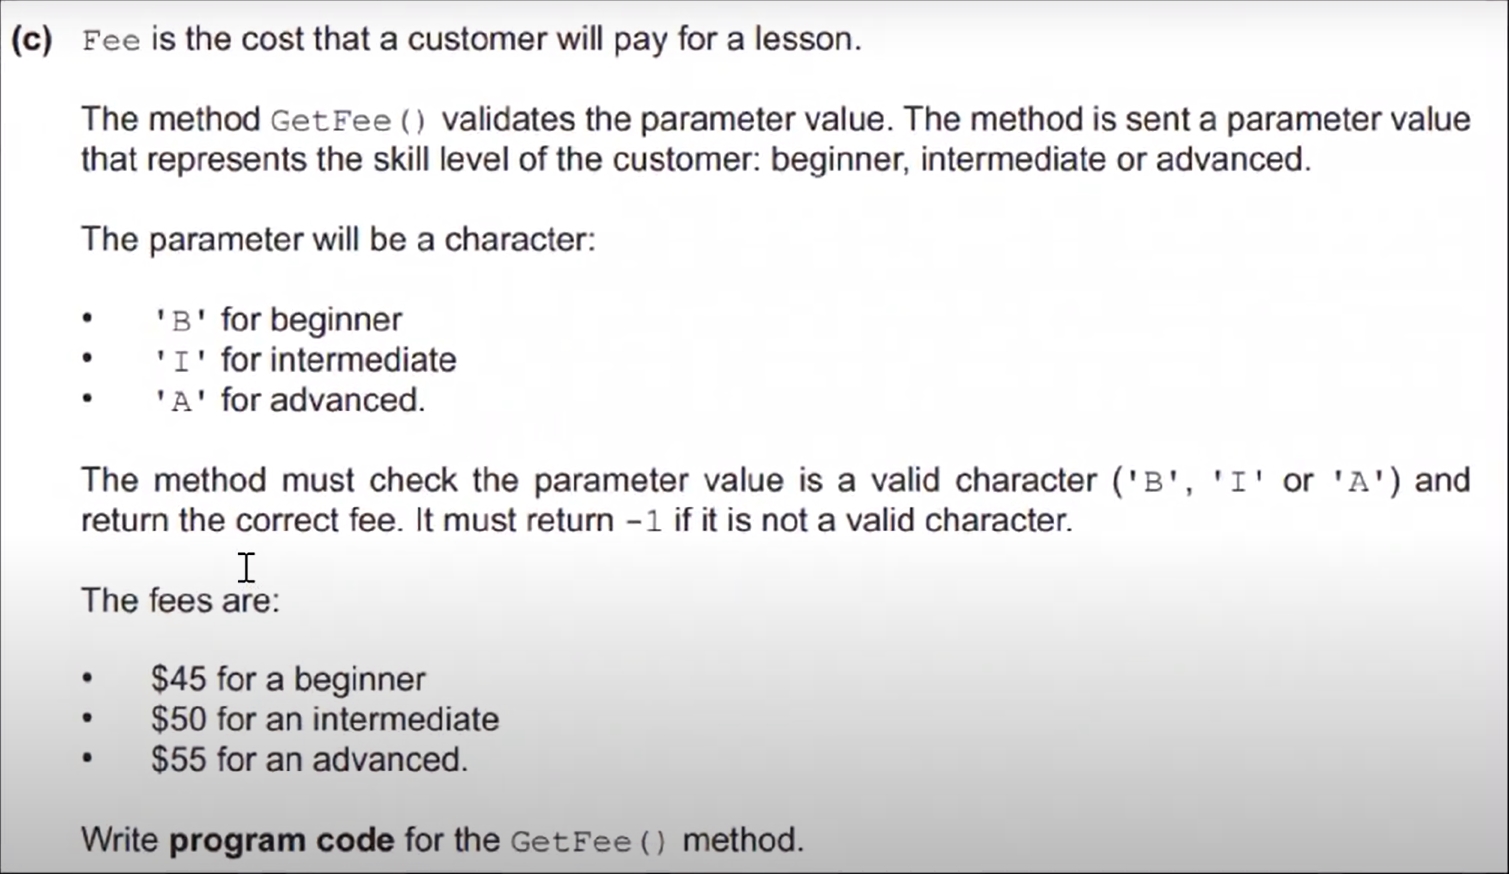 (c) Fee is the cost that a customer will pay for a lesson.
The method GetFee() validates the parameter value. The method is sent a parameter value
that represents the skill level of the customer: beginner, intermediate or advanced.
The parameter will be a character:
• 'B' for beginner
• 'I' for intermediate
• 'A' for advanced.
The method must check the parameter value is a valid character ('B', 'I' or 'A') and
return the correct fee. It must return -1 if it is not a valid character.
The fees are:
• $45 for a beginner
• $50 for an intermediate
• $55 for an advanced.
Write program code for the GetFee() method.